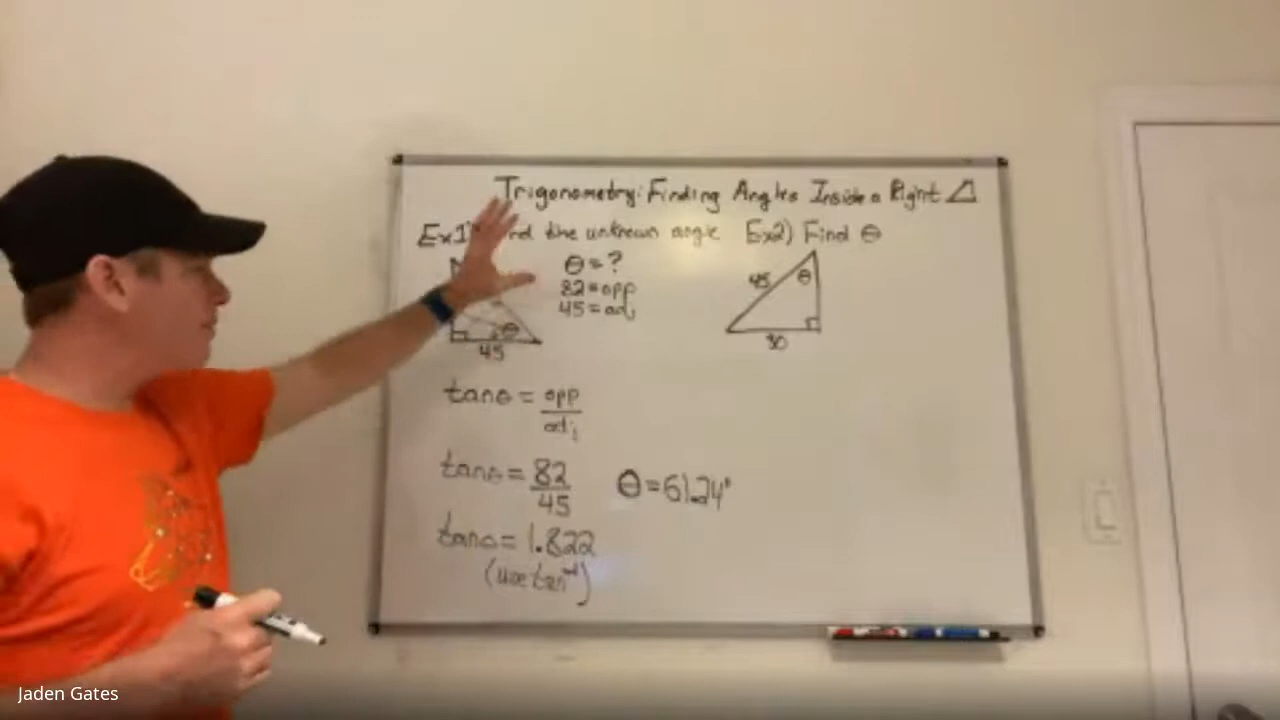 Trigonometry: Finding Angles Inside a Right
Ex1) the unknown angle
θ = ?
82 = opp
45 = adj
θ
45
tanθ = opp
adj
tanθ = 82
45
θ = 61.24°
tanθ = 1.822
(use tan⁻¹)
Ex2) Find θ
45
θ
30
Jaden Gates